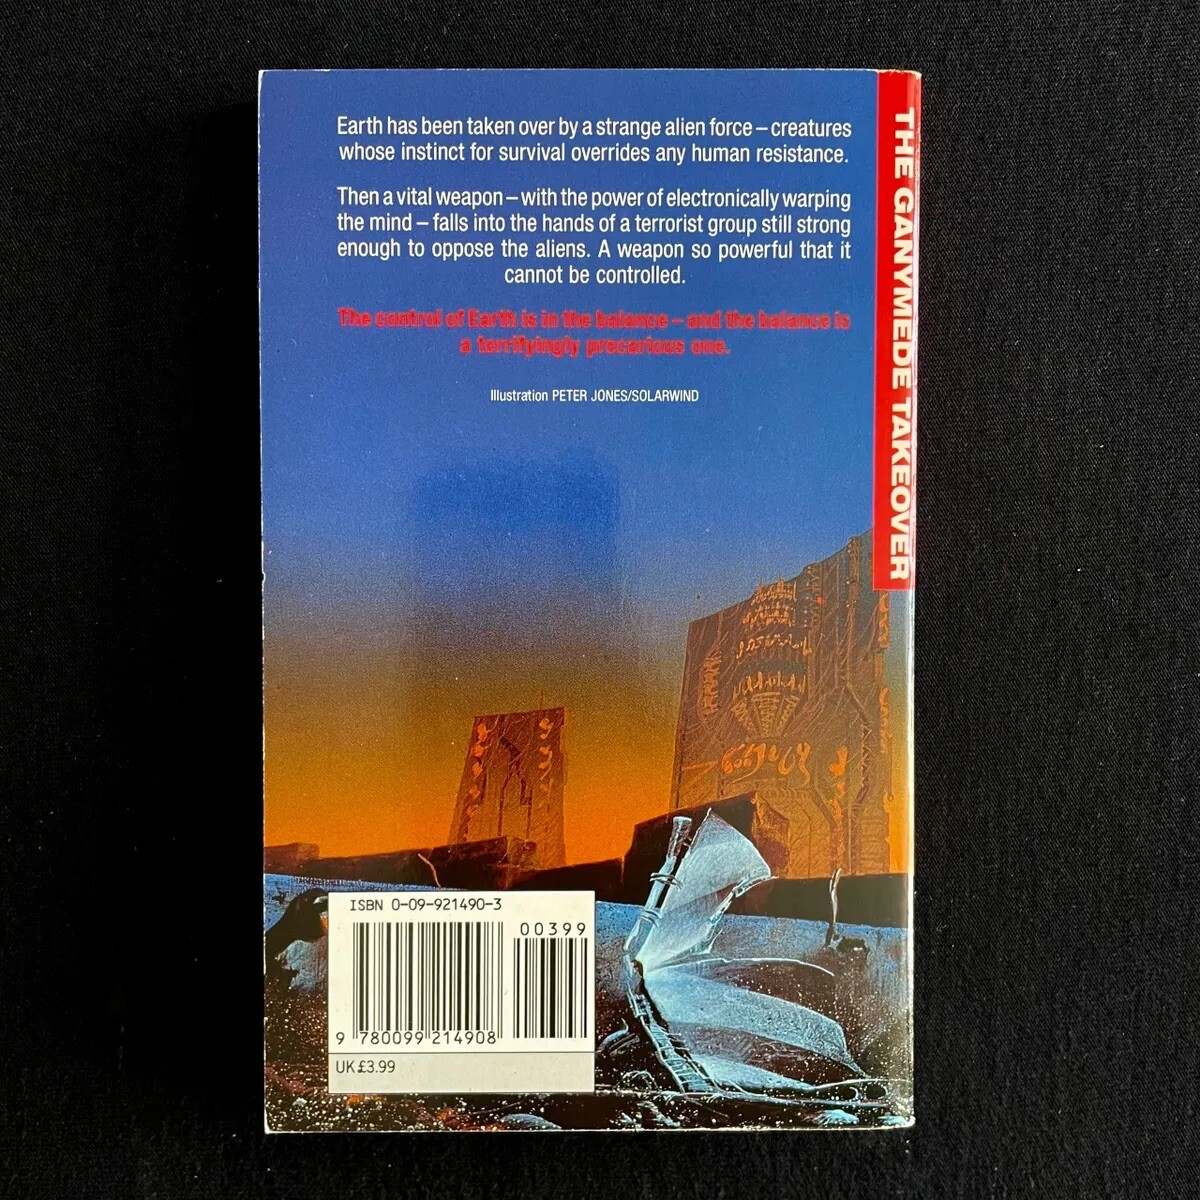 Earth has been taken over by a strange alien force – creatures
whose instinct for survival overrides any human resistance.
Then a vital weapon – with the power of electronically warping
the mind – falls into the hands of a terrorist group still strong
enough to oppose the aliens. A weapon so powerful that it
cannot be controlled.
The control of Earth is in the balance – and the balance is
a terrifyingly precarious one.
Illustration PETER JONES/SOLARWIND
THE GANYMEDE TAKEOVER
ISBN 0-09-921490-3
00399
9 780099 214908
UK £3.99